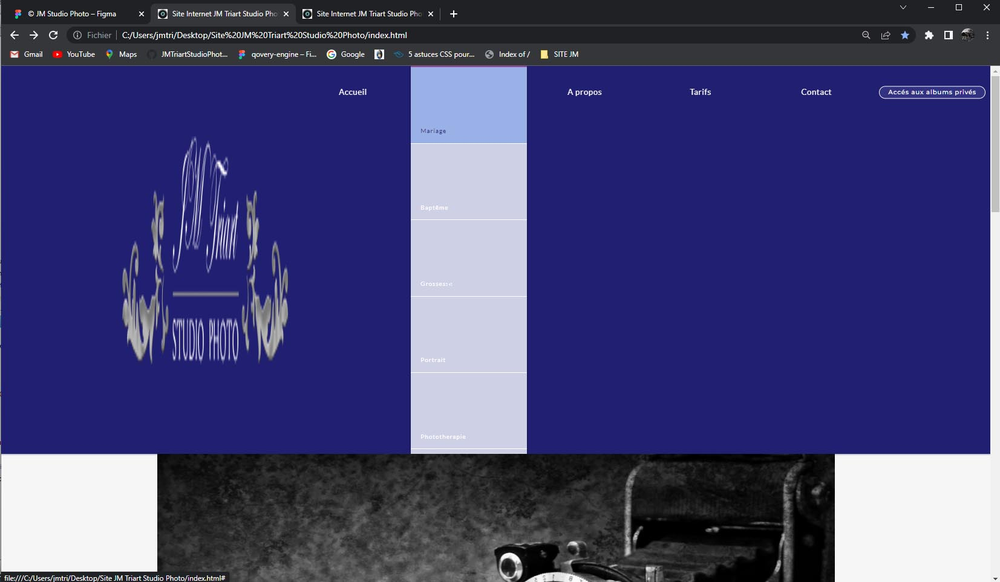 © JM Studio Photo – Figma
Site Internet JM Triart Studio Pho
Site Internet JM Triart Studio Pho
Fichier
C:/Users/jmtri/Desktop/Site%20JM%20Triart%20Studio%20Photo/index.html
Gmail
YouTube
Maps
JMTriartStudioPhot...
qovery-engine – Fi...
Google
5 astuces CSS pour...
Index of /
SITE JM
Accueil
A propos
Tarifs
Contact
Accés aux albums privés
Mariage
Baptême
Grossesse
Portrait
Phototherapie
JM Triart
STUDIO PHOTO
file:///C:/Users/jmtri/Desktop/Site JM Triart Studio Photo/index.html#